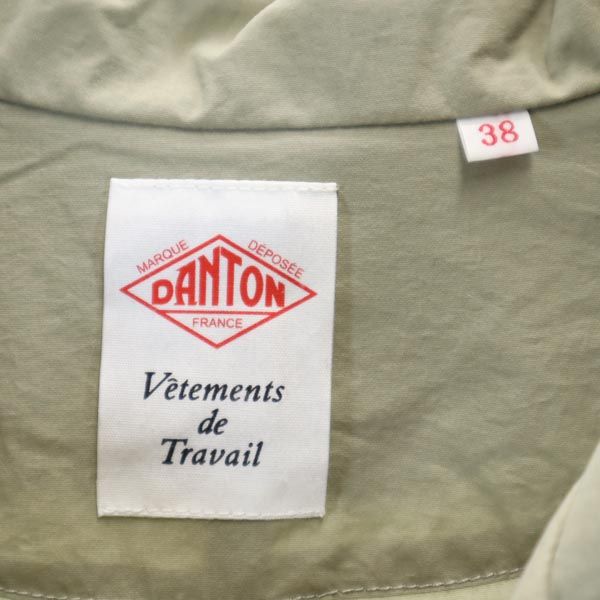 38
MARQUE DÉPOSÉE
DANTON
FRANCE
Vêtements
de
Travail